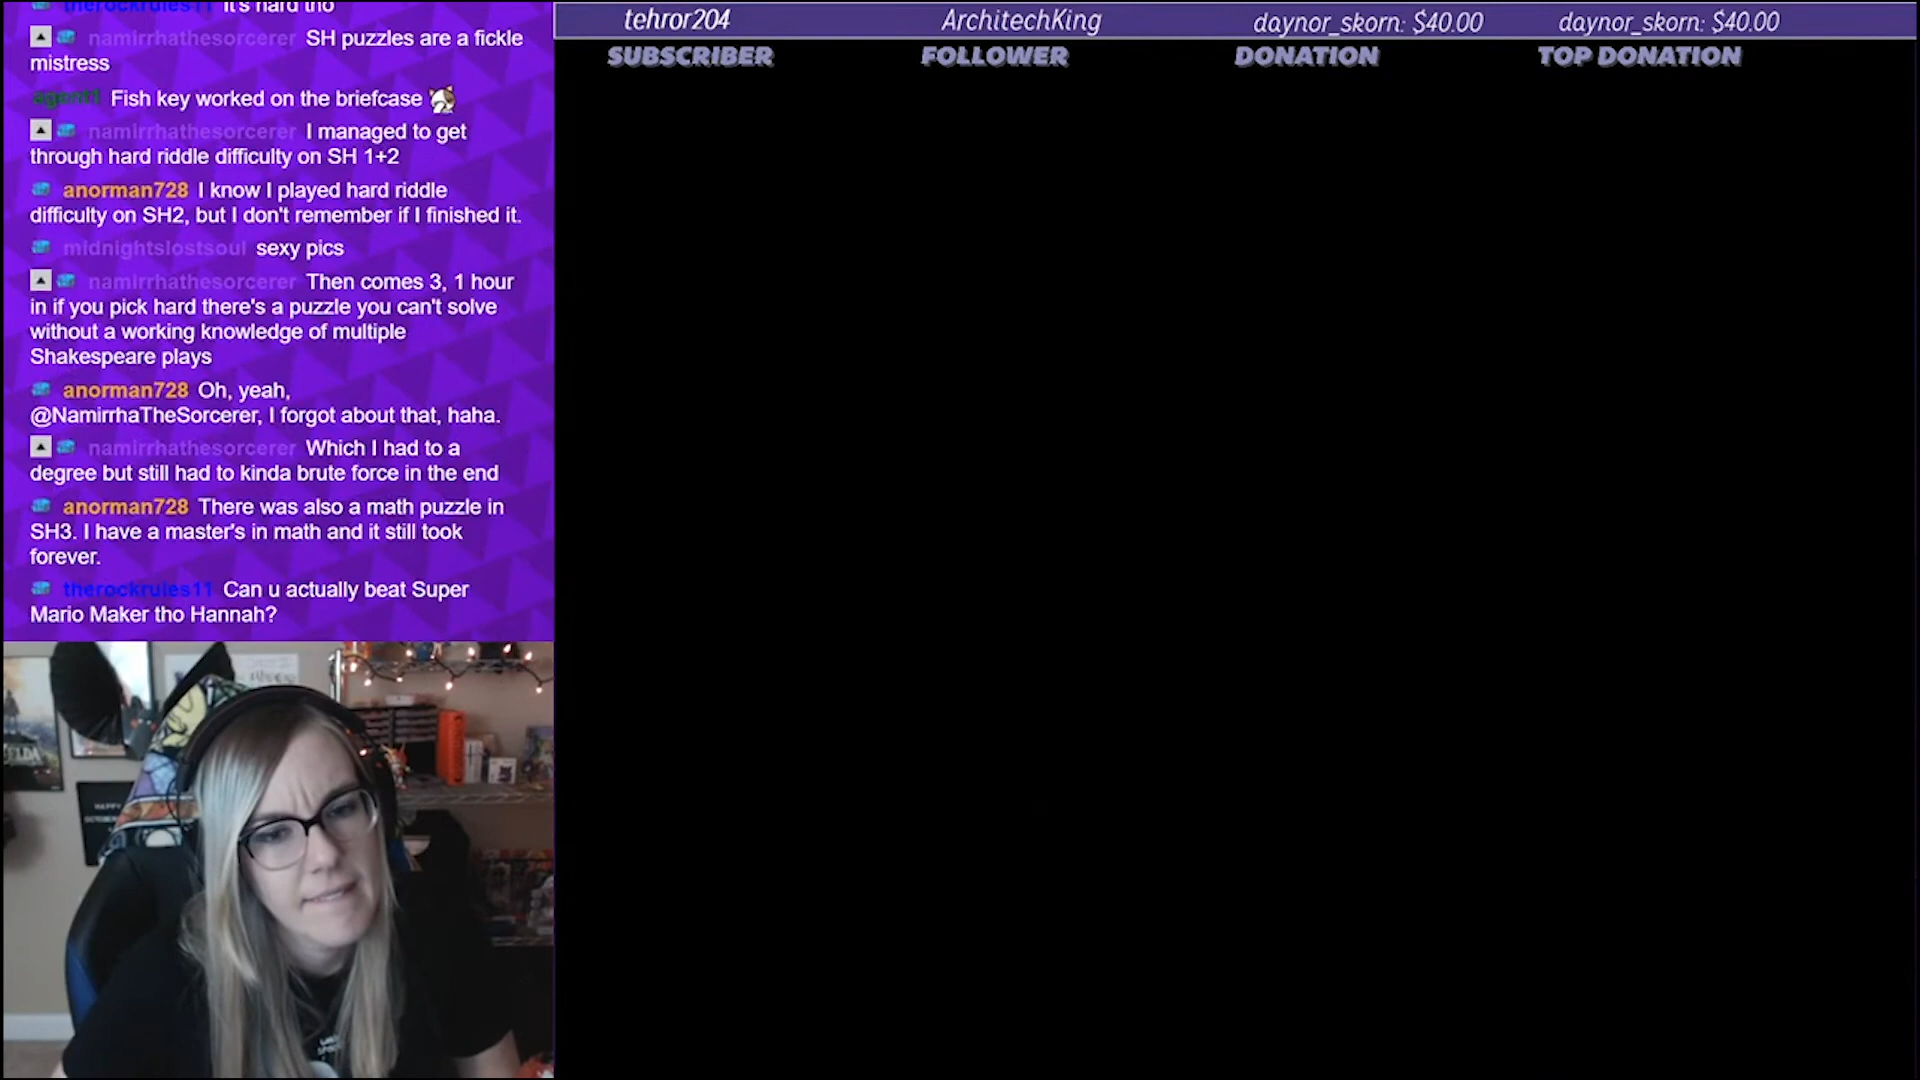 therockrules11 It's hard tho
namirrhathesorcerer SH puzzles are a fickle
mistress
Fish key worked on the briefcase
namirrhathesorcerer I managed to get
through hard riddle difficulty on SH 1+2
anorman728 I know I played hard riddle
difficulty on SH2, but I don't remember if I finished it.
midnightslostsoul sexy pics
namirrhathesorcerer Then comes 3, 1 hour
in if you pick hard there's a puzzle you can't solve
without a working knowledge of multiple
Shakespeare plays
anorman728 Oh, yeah,
@NamirrhaTheSorcerer, I forgot about that, haha.
namirrhathesorcerer Which I had to a
degree but still had to kinda brute force in the end
anorman728 There was also a math puzzle in
SH3. I have a master's in math and it still took
forever.
therockrules11 Can u actually beat Super
Mario Maker tho Hannah?
tehror204 ArchitechKing daynor_skorn: $40.00 daynor_skorn: $40.00
SUBSCRIBER FOLLOWER DONATION TOP DONATION
ELDA
HAPPY